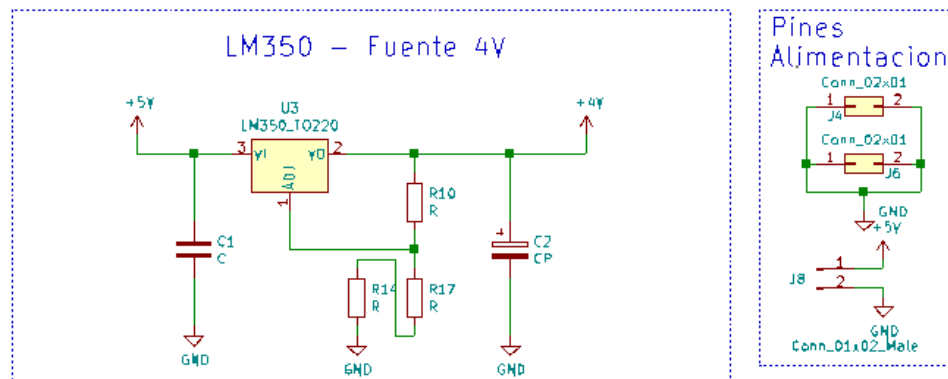 LM350 - Fuente 4V
+5V
U3
LM350_TO220
3
VI
VO
2
ADJ
1
+4V
R10
R
C1
C
C2
CP
R14
R
R17
R
GND
GND
GND
Pines
Alimentacion
Conn_02x01
1
2
J4
Conn_02x01
1
2
J6
GND
+5V
J8
1
2
GND
Conn_01x02_Male